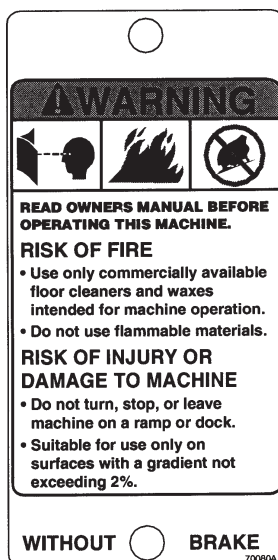 WARNING
READ OWNERS MANUAL BEFORE
OPERATING THIS MACHINE.
RISK OF FIRE
• Use only commercially available
floor cleaners and waxes
intended for machine operation.
• Do not use flammable materials.
RISK OF INJURY OR
DAMAGE TO MACHINE
• Do not turn, stop, or leave
machine on a ramp or dock.
• Suitable for use only on
surfaces with a gradient not
exceeding 2%.
WITHOUT BRAKE
70080A